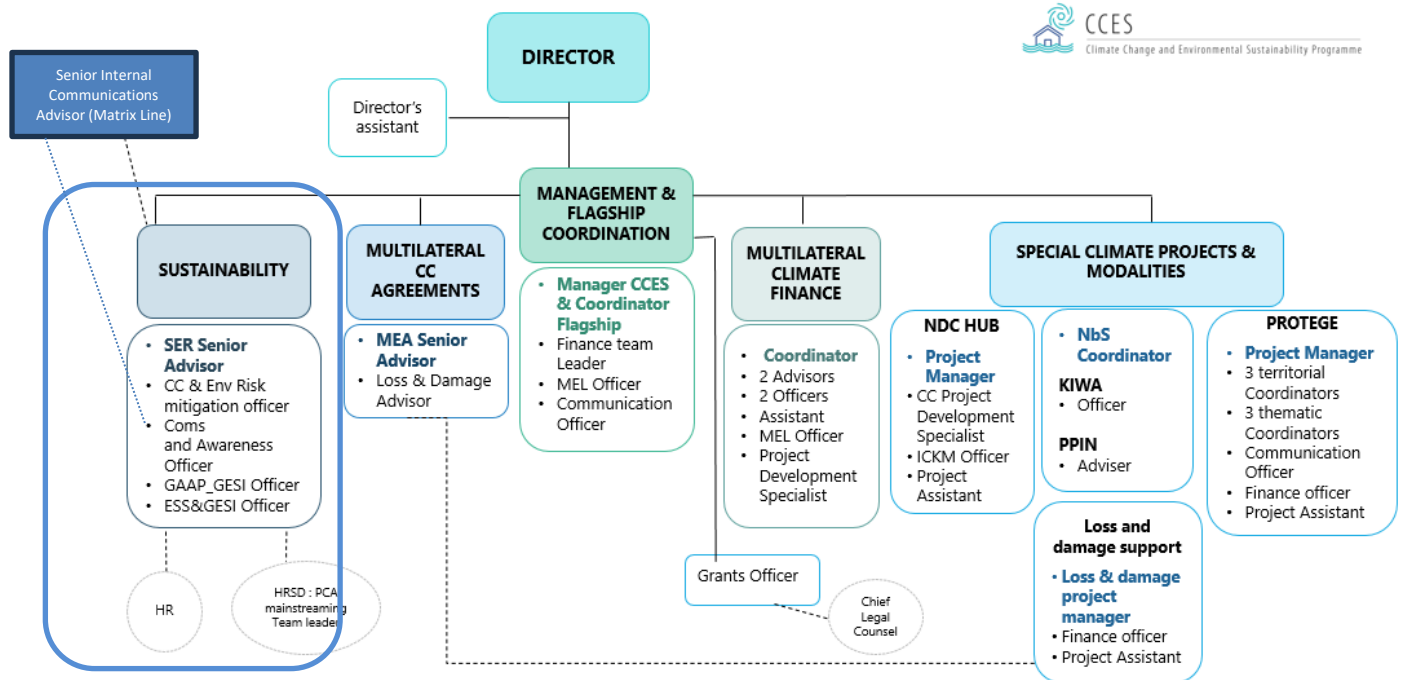 CCES
Climate Change and Environmental Sustainability Programme
DIRECTOR
Senior Internal
Communications
Advisor (Matrix Line)
Director's
assistant
MANAGEMENT &
FLAGSHIP
COORDINATION
SUSTAINABILITY
MULTILATERAL
CC
AGREEMENTS
MULTILATERAL
CLIMATE
FINANCE
SPECIAL CLIMATE PROJECTS &
MODALITIES
• SER Senior
Advisor
• CC & Env Risk
mitigation officer
• Coms
and Awareness
Officer
• GAAP_GESI Officer
• ESS&GESI Officer
• MEA Senior
Advisor
• Loss & Damage
Advisor
• Manager CCES
& Coordinator
Flagship
• Finance team
Leader
• MEL Officer
• Communication
Officer
• Coordinator
• 2 Advisors
• 2 Officers
• Assistant
• MEL Officer
• Project
Development
Specialist
NDC HUB
• Project
Manager
• CC Project
Development
Specialist
• ICKM Officer
• Project
Assistant
• NbS
Coordinator
KIWA
• Officer
PPIN
• Adviser
PROTEGE
• Project Manager
• 3 territorial
Coordinators
• 3 thematic
Coordinators
• Communication
Officer
• Finance officer
• Project Assistant
Loss and
damage support
• Loss & damage
project
manager
• Finance officer
• Project Assistant
Grants Officer
Chief
Legal
Counsel
HR
HRSD : PCA
mainstreaming
Team leader